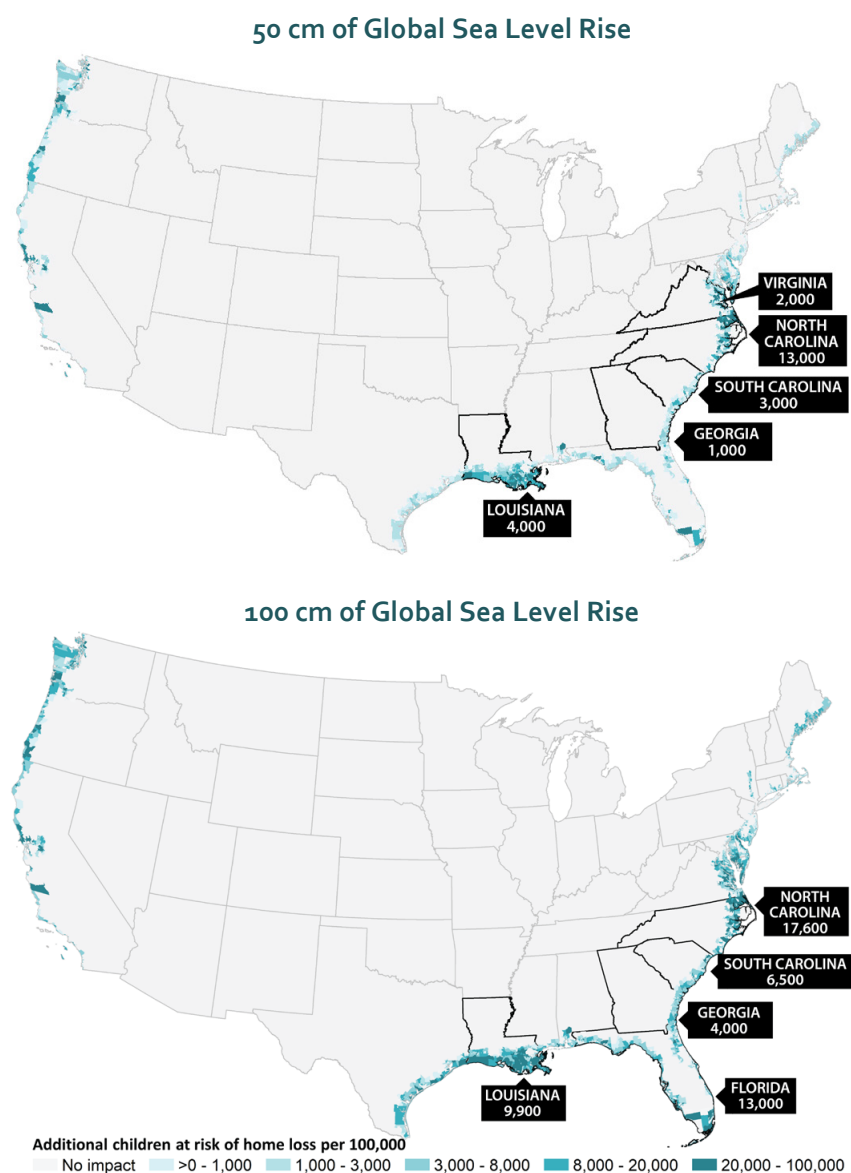 50 cm of Global Sea Level Rise
VIRGINIA
2,000
NORTH
CAROLINA
13,000
SOUTH CAROLINA
3,000
GEORGIA
1,000
LOUISIANA
4,000
100 cm of Global Sea Level Rise
NORTH
CAROLINA
17,600
SOUTH CAROLINA
6,500
GEORGIA
4,000
LOUISIANA
9,900
FLORIDA
13,000
Additional children at risk of home loss per 100,000
No impact >0 - 1,000 1,000 - 3,000 3,000 - 8,000 8,000 - 20,000 20,000 - 100,000